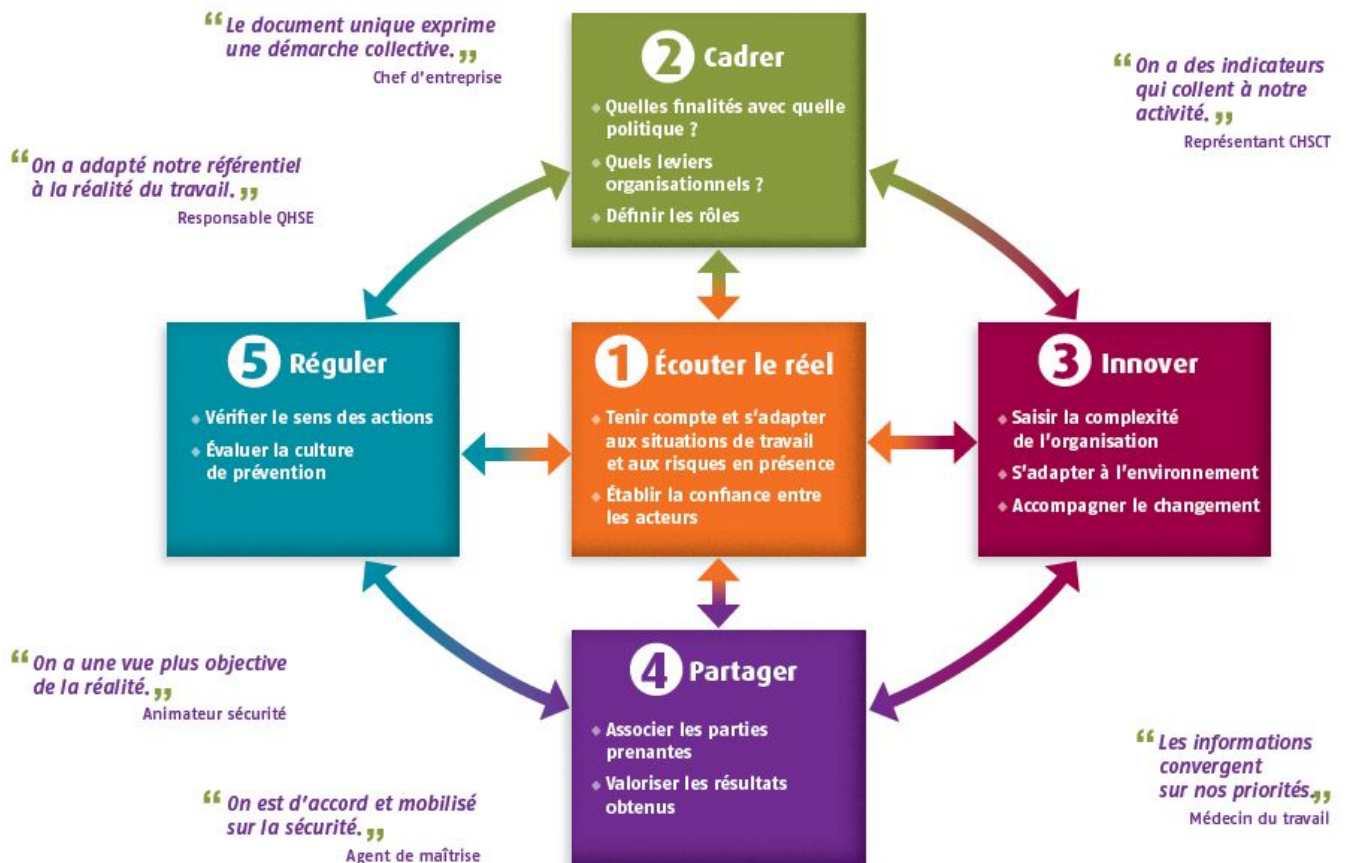 “ Le document unique exprime
une démarche collective. ”
Chef d'entreprise
2 Cadrer
◆ Quelles finalités avec quelle
politique ?
◆ Quels leviers
organisationnels ?
◆ Définir les rôles
“ On a des indicateurs
qui collent à notre
activité. ”
Représentant CHSCT
“ On a adapté notre référentiel
à la réalité du travail. ”
Responsable QHSE
5 Réguler
◆ Vérifier le sens des actions
◆ Évaluer la culture
de prévention
1 Écouter le réel
◆ Tenir compte et s'adapter
aux situations de travail
et aux risques en présence
◆ Établir la confiance entre
les acteurs
3 Innover
◆ Saisir la complexité
de l'organisation
◆ S'adapter à l'environnement
◆ Accompagner le changement
“ On a une vue plus objective
de la réalité. ”
Animateur sécurité
4 Partager
◆ Associer les parties
prenantes
◆ Valoriser les résultats
obtenus
“ Les informations
convergent
sur nos priorités. ”
Médecin du travail
“ On est d'accord et mobilisé
sur la sécurité. ”
Agent de maîtrise